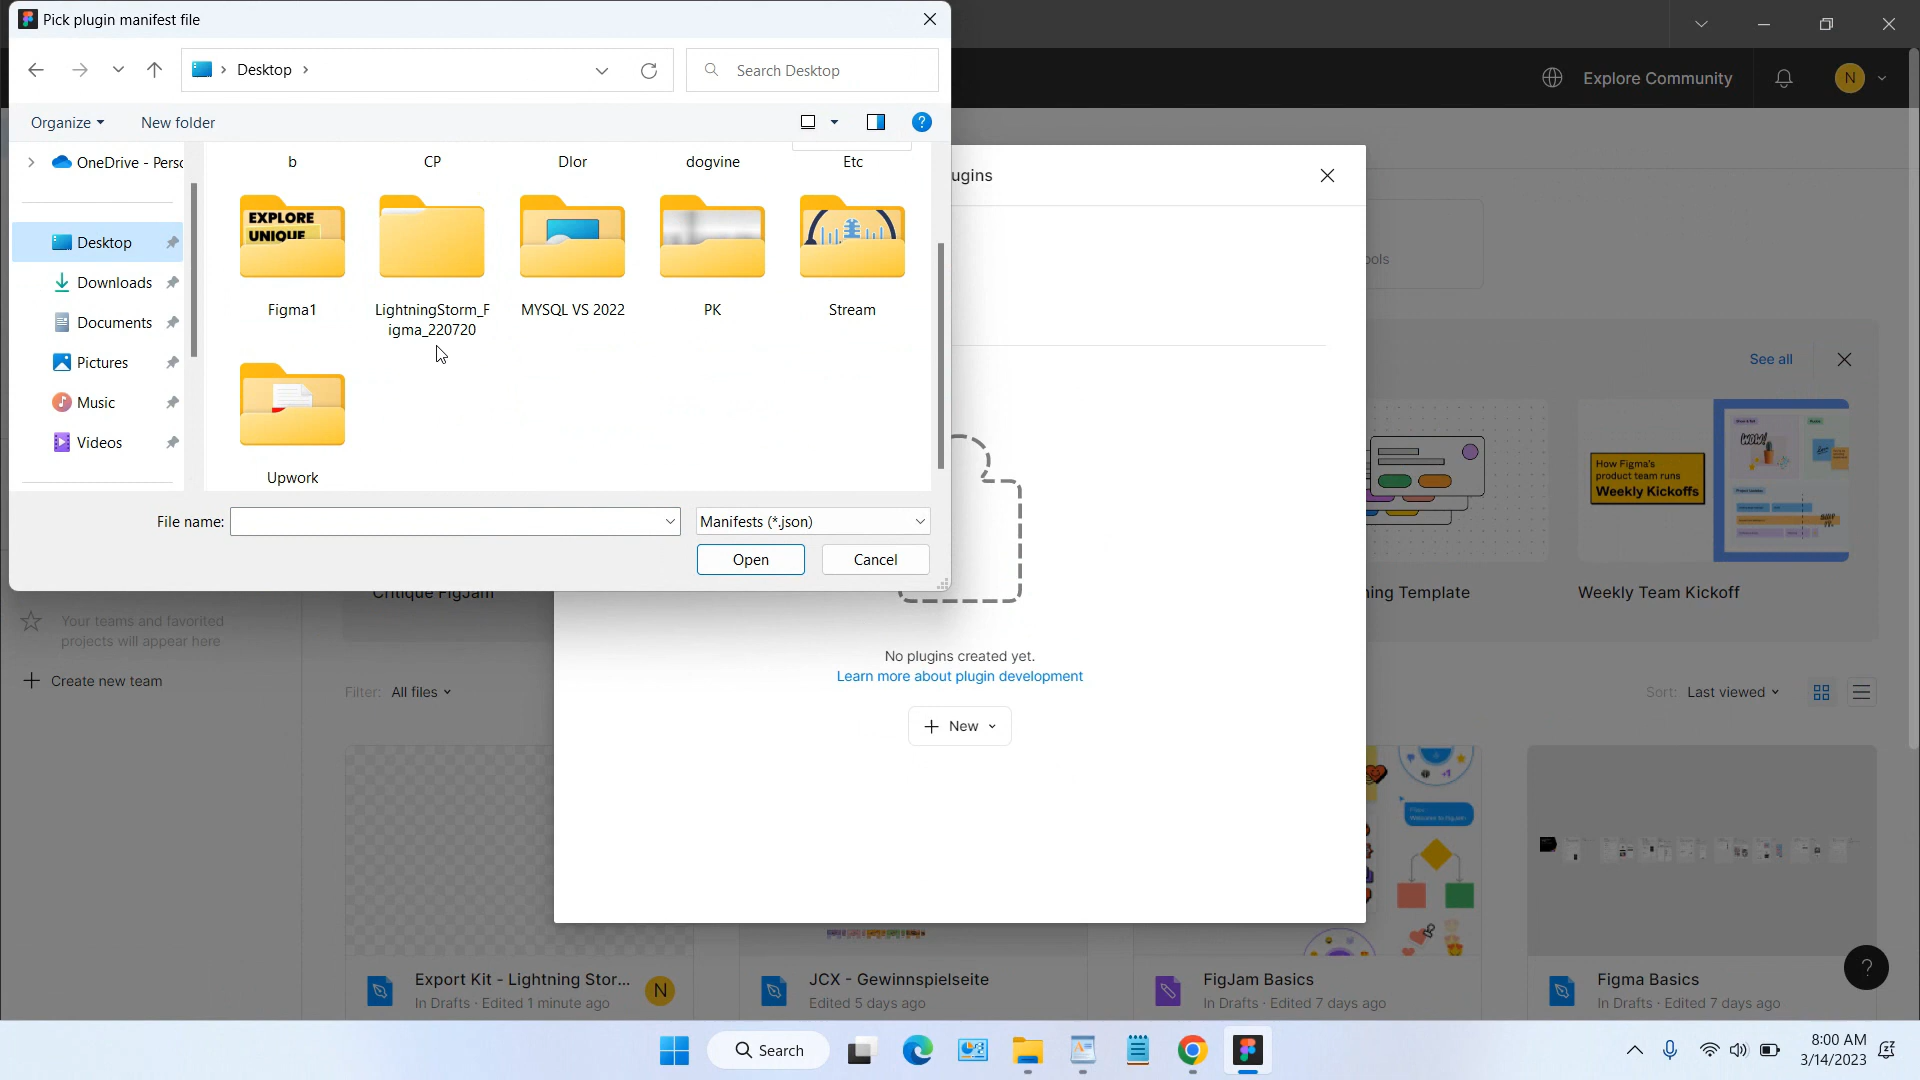 Pick plugin manifest file
Desktop
Search Desktop
Explore Community
N
Organize
New folder
OneDrive - Perso
b
CP
Dlor
dogvine
Etc
ugins
EXPLORE
UNIQUE
Desktop
Downloads
Documents
Pictures
Music
Videos
Figma1
LightningStorm_F
igma_220720
MYSQL VS 2022
PK
Stream
ools
See all
Upwork
WOW!
How Figma's
product team runs
Weekly Kickoffs
File name:
Manifests (*.json)
Open
Cancel
Critique FigJam
ing Template
Weekly Team Kickoff
Your teams and favorited
projects will appear here
Create new team
No plugins created yet.
Learn more about plugin development
New
Filter: All files
Sort: Last viewed
Export Kit - Lightning Stor...
In Drafts · Edited 1 minute ago
N
JCX - Gewinnspielseite
Edited 5 days ago
FigJam Basics
In Drafts · Edited 7 days ago
Figma Basics
In Drafts · Edited 7 days ago
?
Search
8:00 AM
3/14/2023